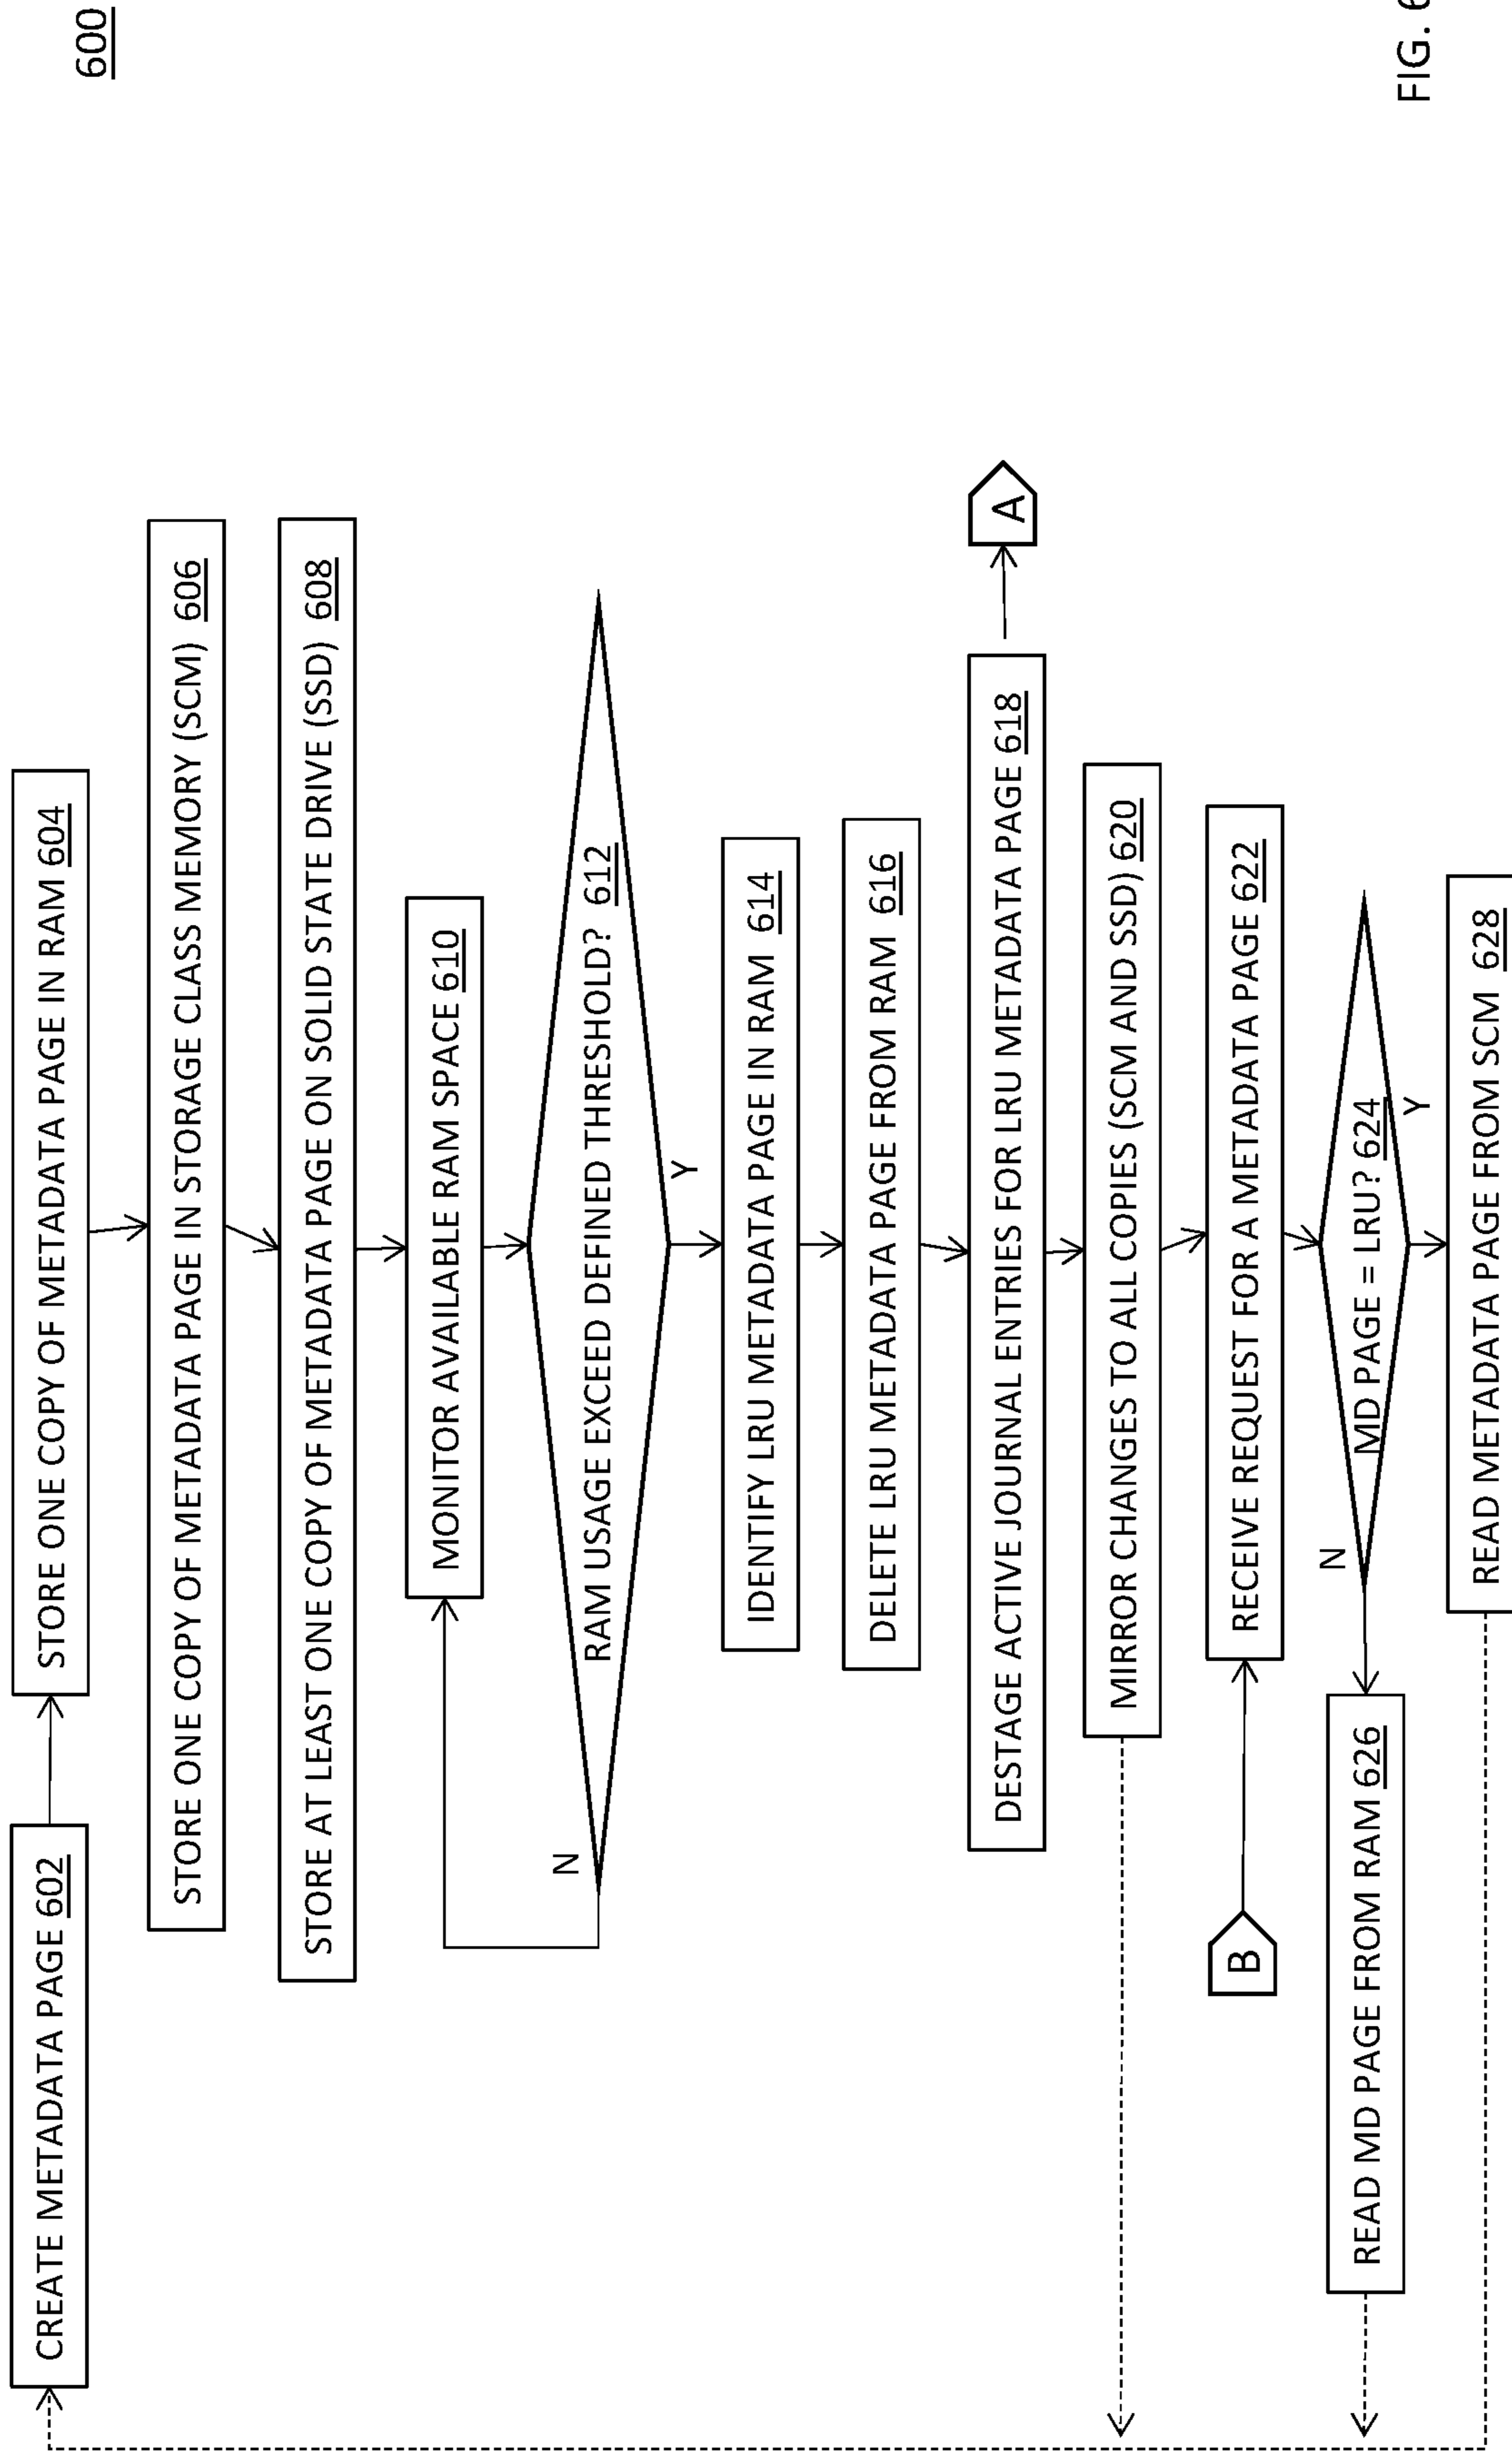 600
CREATE METADATA PAGE 602
STORE ONE COPY OF METADATA PAGE IN RAM 604
STORE ONE COPY OF METADATA PAGE IN STORAGE CLASS MEMORY (SCM) 606
STORE AT LEAST ONE COPY OF METADATA PAGE ON SOLID STATE DRIVE (SSD) 608
MONITOR AVAILABLE RAM SPACE 610
RAM USAGE EXCEED DEFINED THRESHOLD? 612
N
Y
IDENTIFY LRU METADATA PAGE IN RAM 614
DELETE LRU METADATA PAGE FROM RAM 616
DESTAGE ACTIVE JOURNAL ENTRIES FOR LRU METADATA PAGE 618
A
MIRROR CHANGES TO ALL COPIES (SCM AND SSD) 620
B
RECEIVE REQUEST FOR A METADATA PAGE 622
N
MD PAGE = LRU? 624
Y
READ MD PAGE FROM RAM 626
READ METADATA PAGE FROM SCM 628
FIG. 6